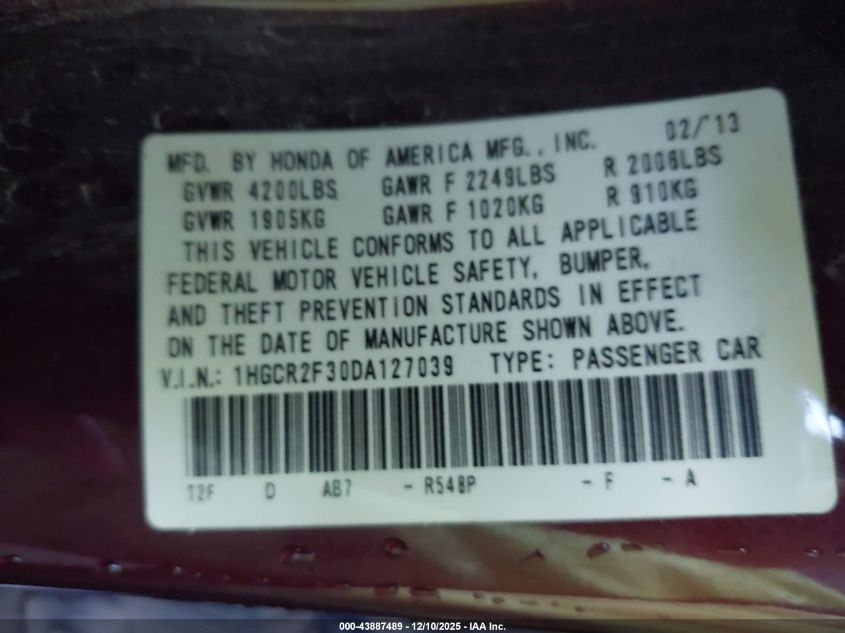 MFD. BY HONDA OF AMERICA MFG., INC. 02/'13
GVWR 4200LBS GAWR F 2249LBS R 2006LBS
GVWR 1905KG GAWR F 1020KG R 910KG
THIS VEHICLE CONFORMS TO ALL APPLICABLE
FEDERAL MOTOR VEHICLE SAFETY, BUMPER,
AND THEFT PREVENTION STANDARDS IN EFFECT
ON THE DATE OF MANUFACTURE SHOWN ABOVE.
V.I.N.: 1HGCR2F30DA127039 TYPE: PASSENGER CAR
T2F D AB7 - R548P - F - A
000-43887489 - 12/10/2025 - IAA Inc.